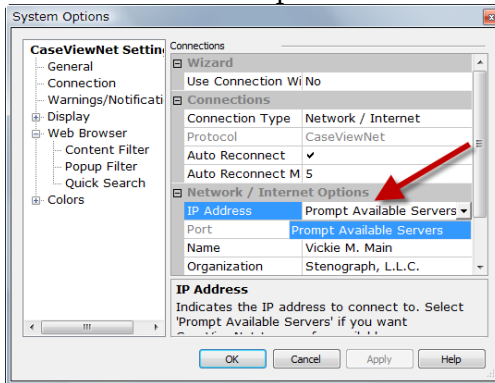 System Options
CaseViewNet Settin
General
Connection
Warnings/Notificati
Display
Web Browser
Content Filter
Popup Filter
Quick Search
Colors
Connections
Wizard
Use Connection Wi No
Connections
Connection Type Network / Internet
Protocol CaseViewNet
Auto Reconnect
Auto Reconnect M 5
Network / Internet Options
IP Address Prompt Available Servers
Port Prompt Available Servers
Name Vickie M. Main
Organization Stenograph, L.L.C.
IP Address
Indicates the IP address to connect to. Select
'Prompt Available Servers' if you want
OK Cancel Apply Help